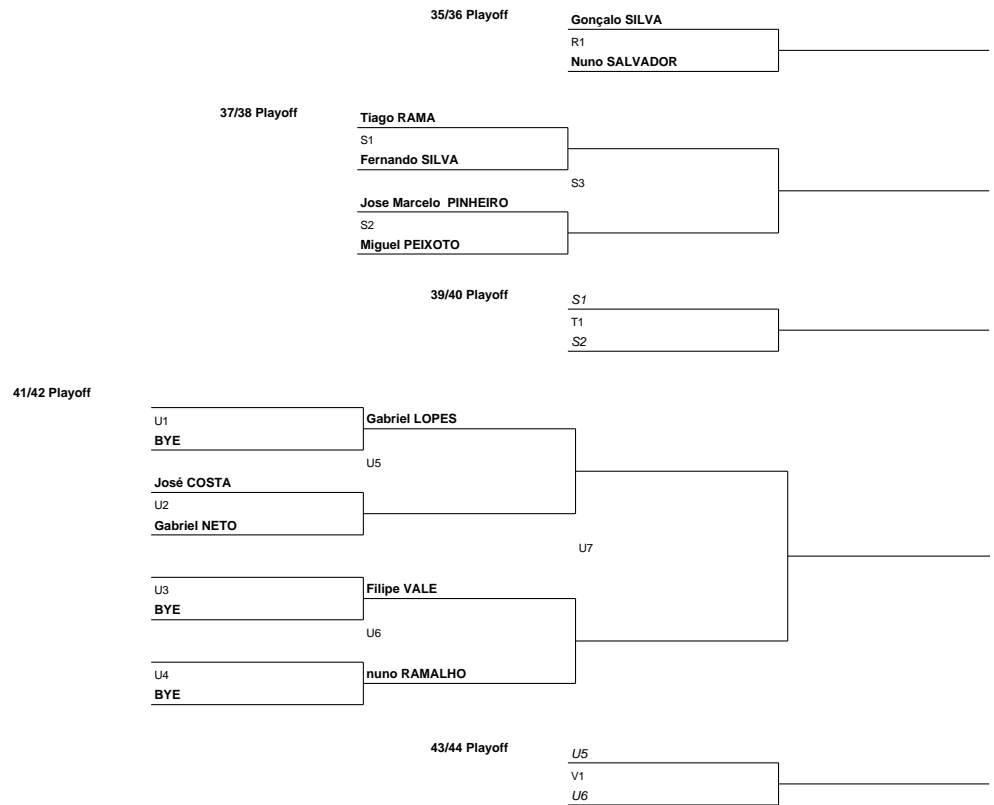 35/36 Playoff
Gonçalo SILVA
R1
Nuno SALVADOR
37/38 Playoff
Tiago RAMA
S1
Fernando SILVA
S3
Jose Marcelo  PINHEIRO
S2
Miguel PEIXOTO
39/40 Playoff
S1
T1
S2
41/42 Playoff
U1
Gabriel LOPES
BYE
U5
José COSTA
U2
Gabriel NETO
U7
U3
Filipe VALE
BYE
U6
U4
nuno RAMALHO
BYE
43/44 Playoff
U5
V1
U6